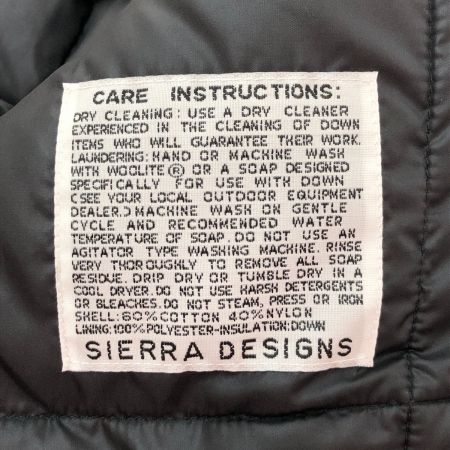 CARE INSTRUCTIONS:
DRY CLEANING: USE A DRY CLEANER
EXPERIENCED IN THE CLEANING OF DOWN
ITEMS WHO WILL GUARANTEE THEIR WORK.
LAUNDERING: HAND OR MACHINE WASH
WITH WOOLITE® OR A SOAP DESIGNED
SPECIFICALLY FOR USE WITH DOWN
(SEE YOUR LOCAL OUTDOOR EQUIPMENT
DEALER.) MACHINE WASH ON GENTLE
CYCLE AND RECOMMENDED WATER
TEMPERATURE OF SOAP. DO NOT USE AN
AGITATOR TYPE WASHING MACHINE. RINSE
VERY THOROUGHLY TO REMOVE ALL SOAP
RESIDUE. DRIP DRY OR TUMBLE DRY IN A
COOL DRYER. DO NOT USE HARSH DETERGENTS
OR BLEACHES. DO NOT STEAM, PRESS OR IRON
SHELL: 60% COTTON 40% NYLON
LINING: 100% POLYESTER-INSULATION: DOWN
SIERRA DESIGNS